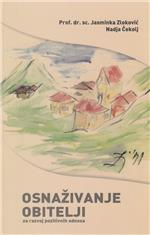 Prof. dr. sc. Jasminka Zloković
Nadja Čekolj
OSNAŽIVANJE
OBITELJI
za razvoj pozitivnih odnosa